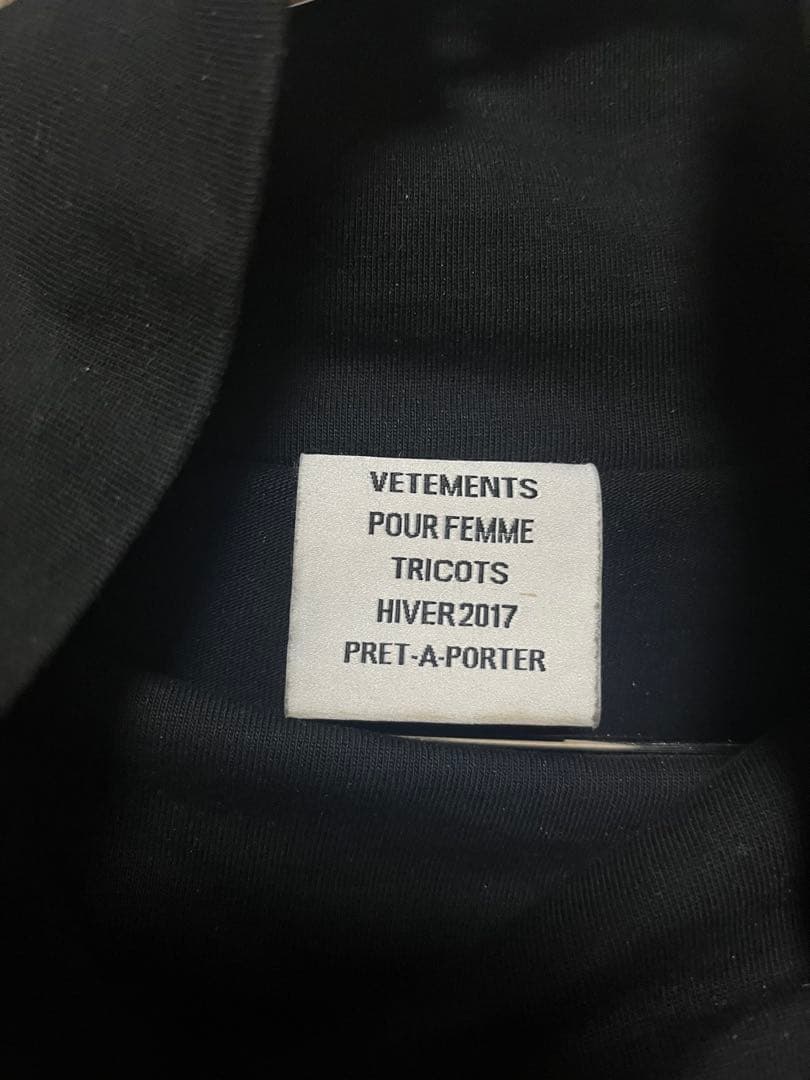 VETEMENTS
POUR FEMME
TRICOTS
HIVER 2017
PRET-A-PORTER